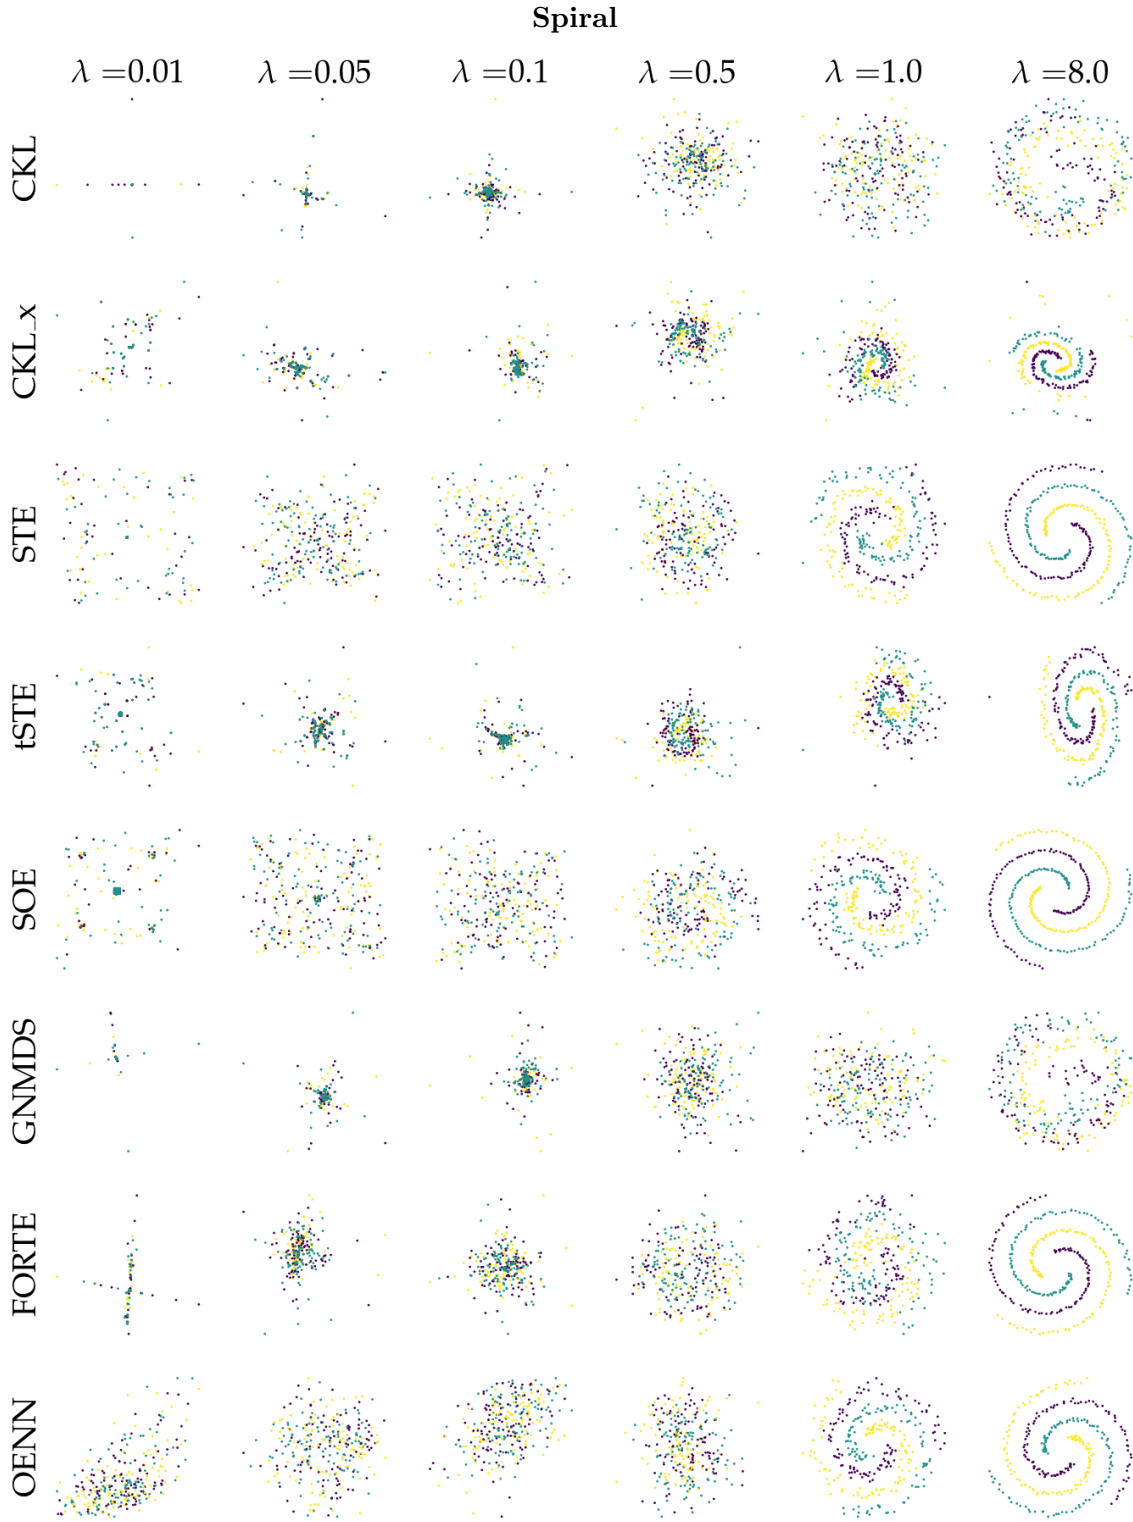 Spiral
λ =0.01 λ =0.05 λ =0.1 λ =0.5 λ =1.0 λ =8.0
CKL
CKL_x
STE
tSTE
SOE
GNMDS
FORTE
OENN